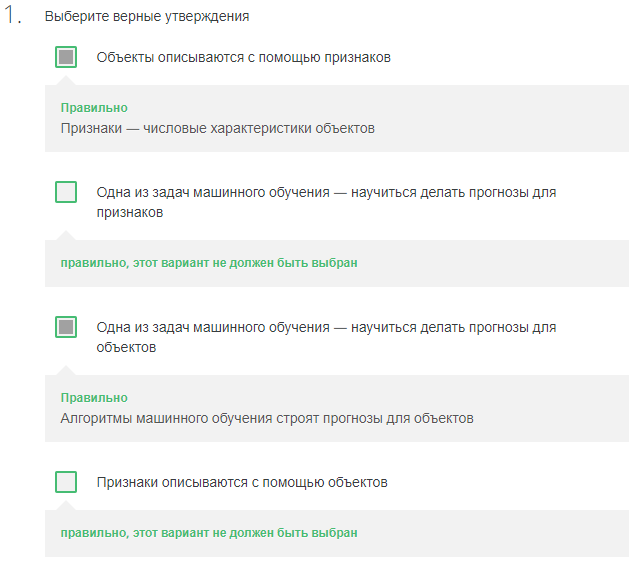 1. Выберите верные утверждения
Объекты описываются с помощью признаков
Правильно
Признаки — числовые характеристики объектов
Одна из задач машинного обучения — научиться делать прогнозы для
признаков
правильно, этот вариант не должен быть выбран
Одна из задач машинного обучения — научиться делать прогнозы для
объектов
Правильно
Алгоритмы машинного обучения строят прогнозы для объектов
Признаки описываются с помощью объектов
правильно, этот вариант не должен быть выбран